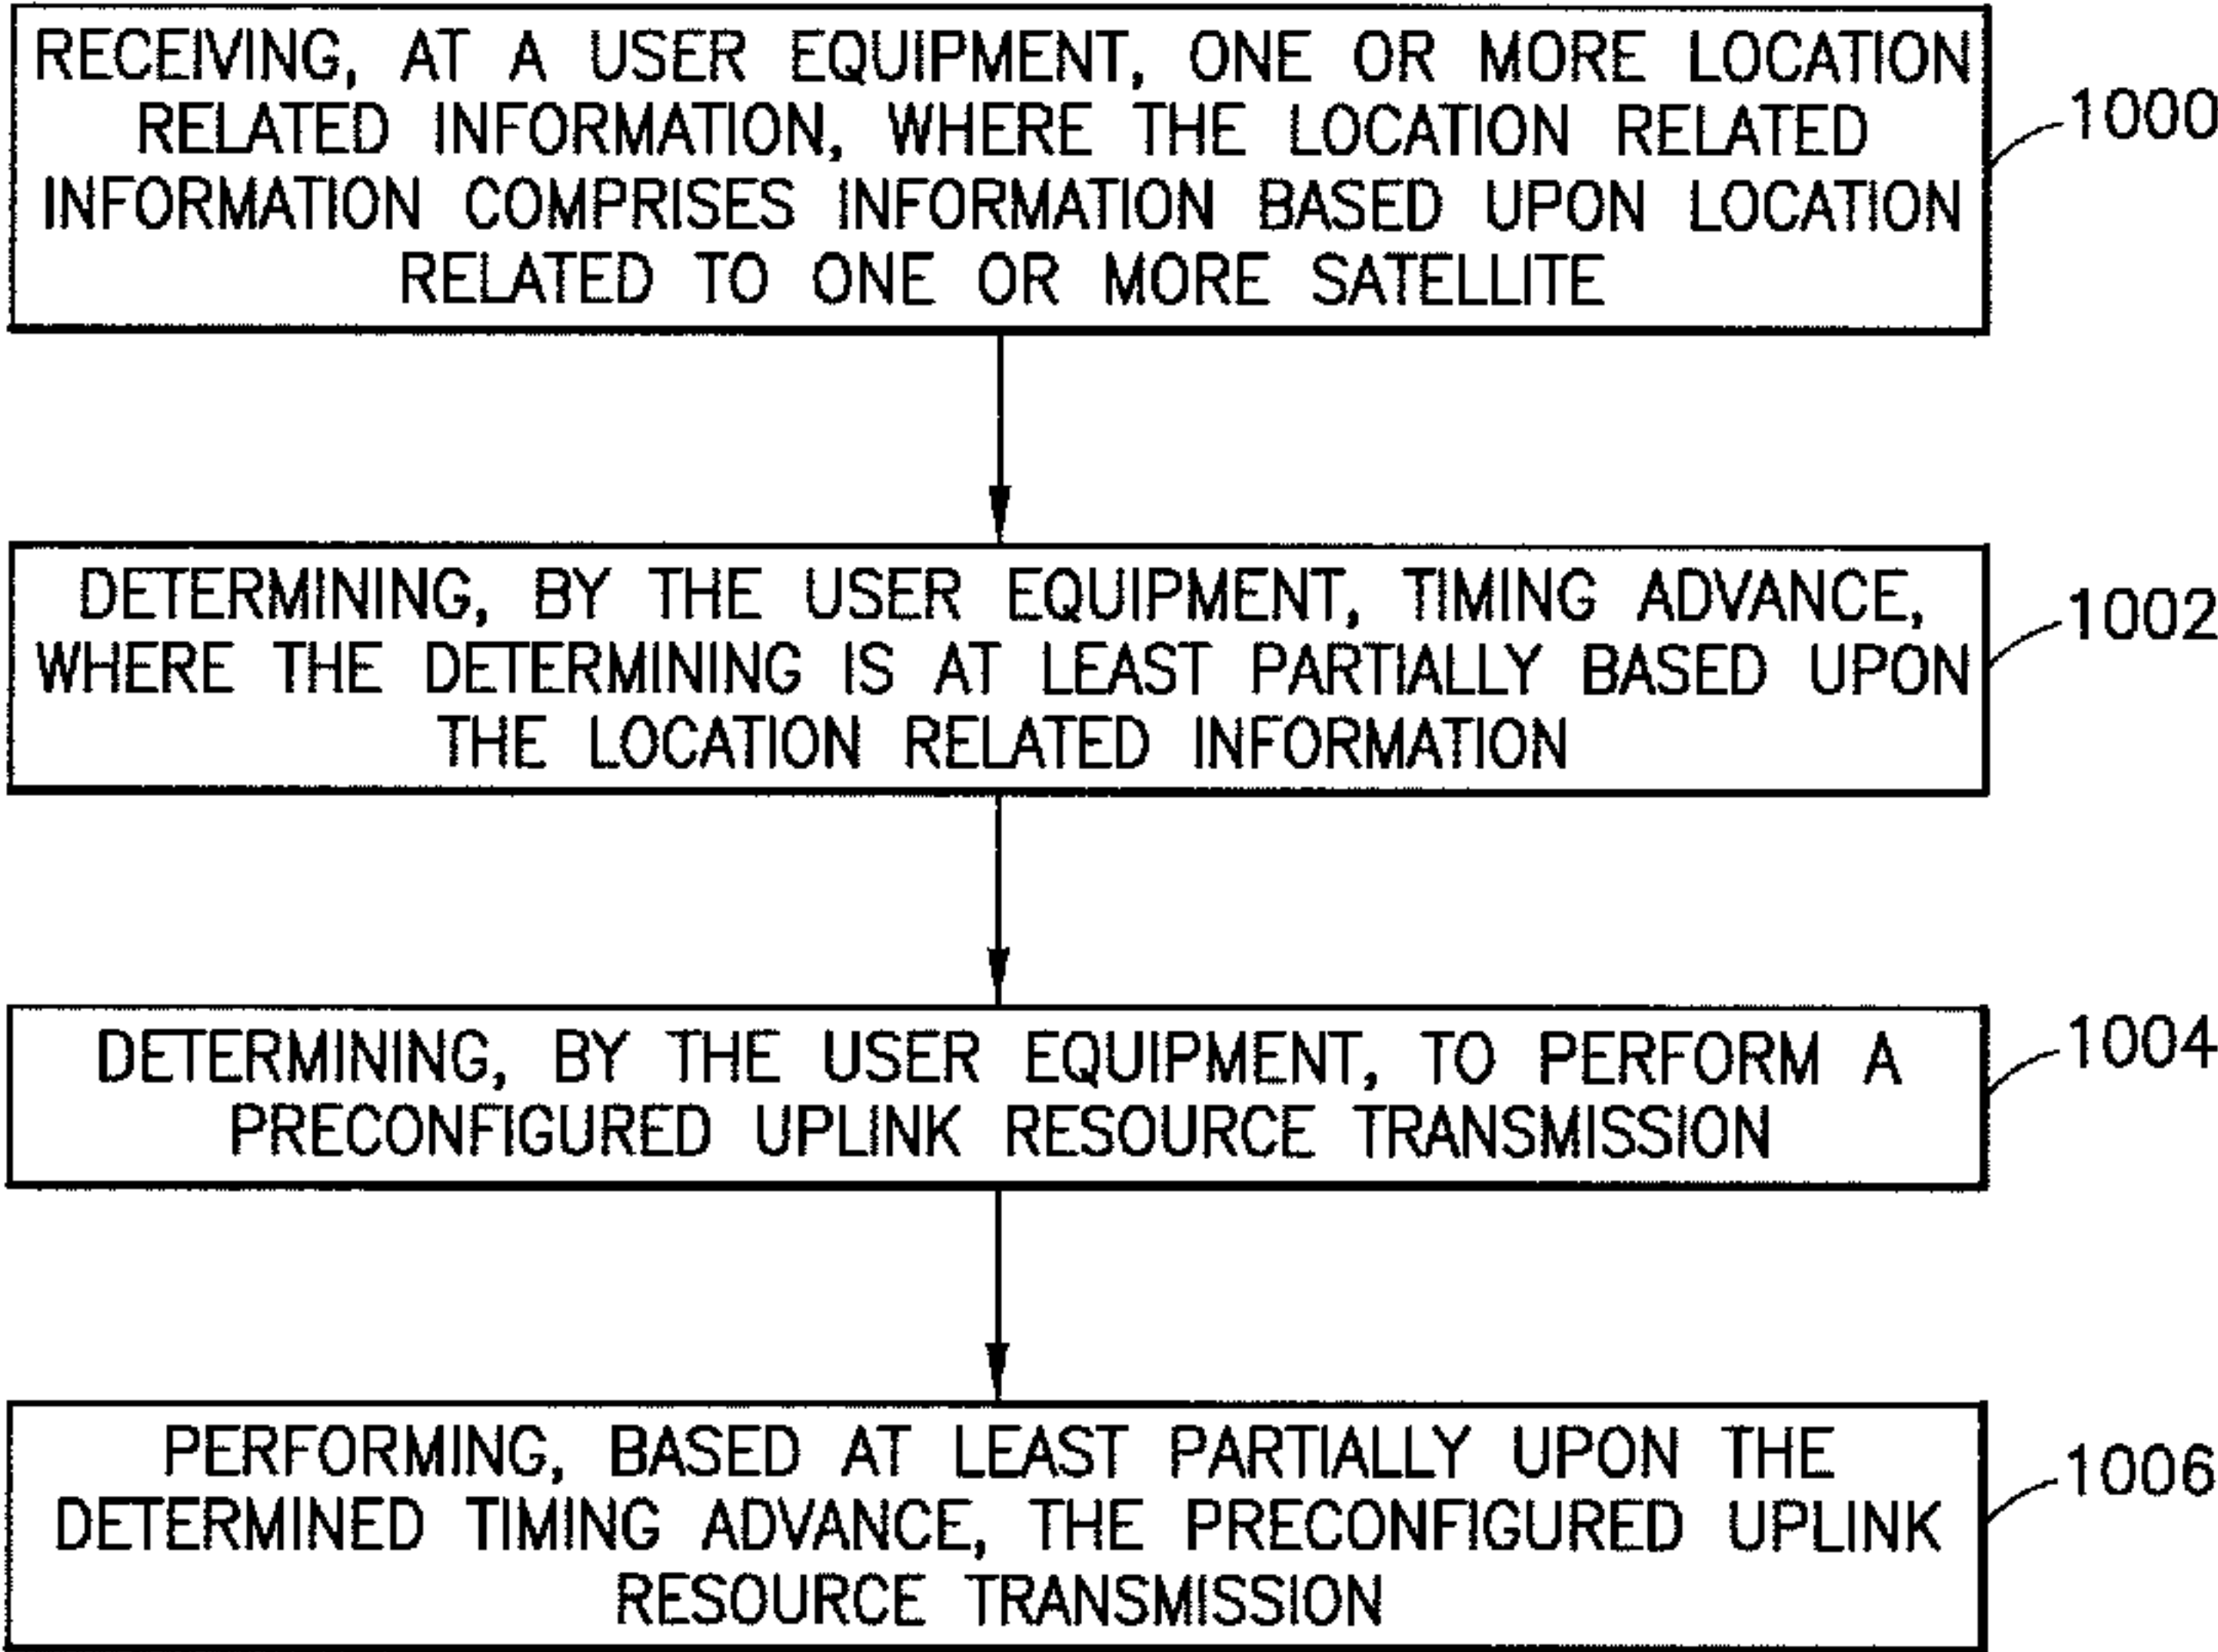 RECEIVING, AT A USER EQUIPMENT, ONE OR MORE LOCATION
RELATED INFORMATION, WHERE THE LOCATION RELATED
INFORMATION COMPRISES INFORMATION BASED UPON LOCATION
RELATED TO ONE OR MORE SATELLITE
1000
DETERMINING, BY THE USER EQUIPMENT, TIMING ADVANCE,
WHERE THE DETERMINING IS AT LEAST PARTIALLY BASED UPON
THE LOCATION RELATED INFORMATION
1002
DETERMINING, BY THE USER EQUIPMENT, TO PERFORM A
PRECONFIGURED UPLINK RESOURCE TRANSMISSION
1004
PERFORMING, BASED AT LEAST PARTIALLY UPON THE
DETERMINED TIMING ADVANCE, THE PRECONFIGURED UPLINK
RESOURCE TRANSMISSION
1006